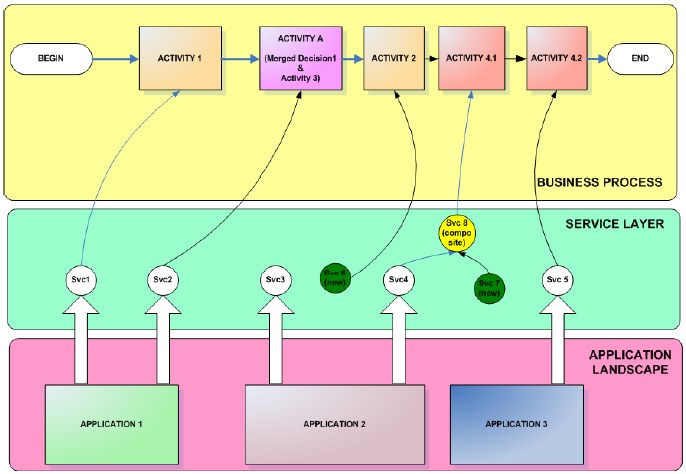 BEGIN
ACTIVITY 1
ACTIVITY A
(Merged Decision1
&
Activity 3)
ACTIVITY 2
ACTIVITY 4.1
ACTIVITY 4.2
END
BUSINESS PROCESS
SERVICE LAYER
Svc 8
(compo
site)
Svc1
Svc2
Svc3
Svc 6
(new)
Svc4
Svc 7
(new)
Svc 5
APPLICATION
LANDSCAPE
APPLICATION 1
APPLICATION 2
APPLICATION 3